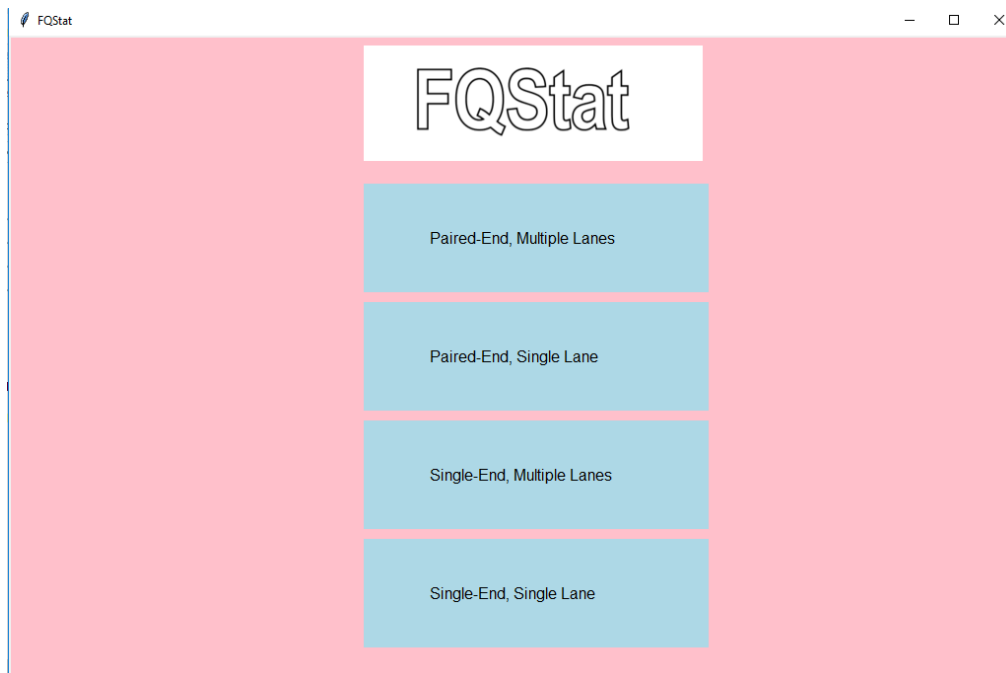 FQStat
FQStat
Paired-End, Multiple Lanes
Paired-End, Single Lane
Single-End, Multiple Lanes
Single-End, Single Lane